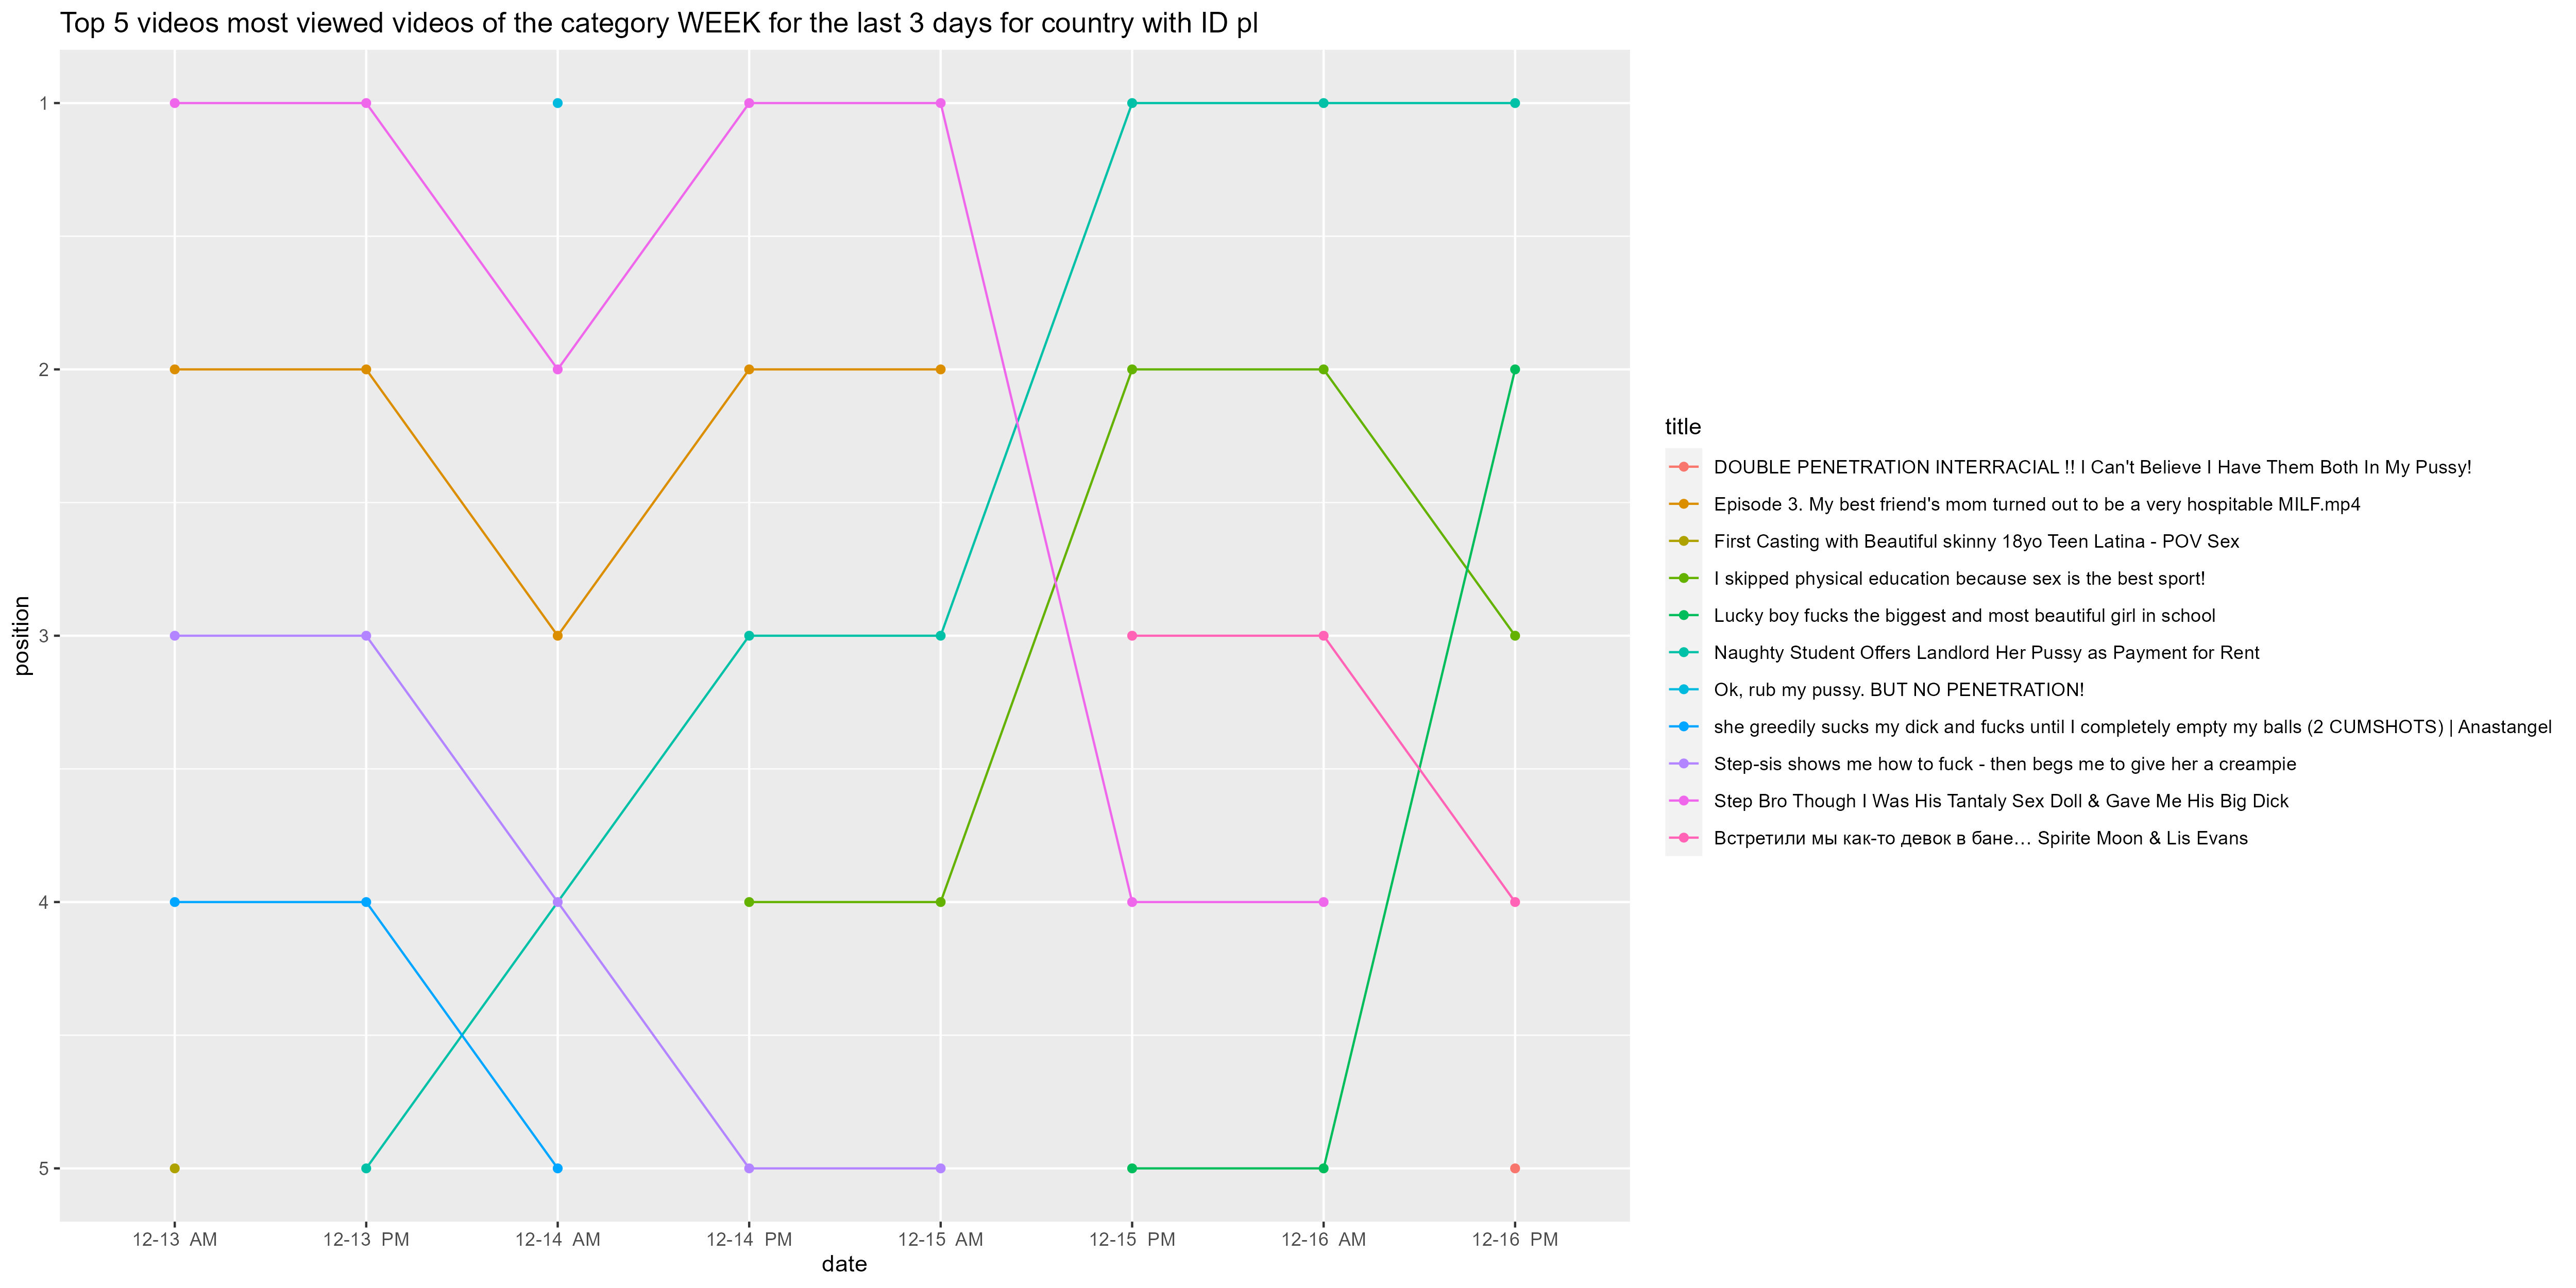 Top 5 videos most viewed videos of the category WEEK for the last 3 days for country with ID pl
position
1
2
3
4
5
12-13 AM
12-13 PM
12-14 AM
12-14 PM
12-15 AM
12-15 PM
12-16 AM
12-16 PM
date
title
DOUBLE PENETRATION INTERRACIAL !! I Can't Believe I Have Them Both In My Pussy!
Episode 3. My best friend's mom turned out to be a very hospitable MILF.mp4
First Casting with Beautiful skinny 18yo Teen Latina - POV Sex
I skipped physical education because sex is the best sport!
Lucky boy fucks the biggest and most beautiful girl in school
Naughty Student Offers Landlord Her Pussy as Payment for Rent
Ok, rub my pussy. BUT NO PENETRATION!
she greedily sucks my dick and fucks until I completely empty my balls (2 CUMSHOTS) | Anastangel
Step-sis shows me how to fuck - then begs me to give her a creampie
Step Bro Though I Was His Tantaly Sex Doll & Gave Me His Big Dick
Встретили мы как-то девок в бане… Spirite Moon & Lis Evans